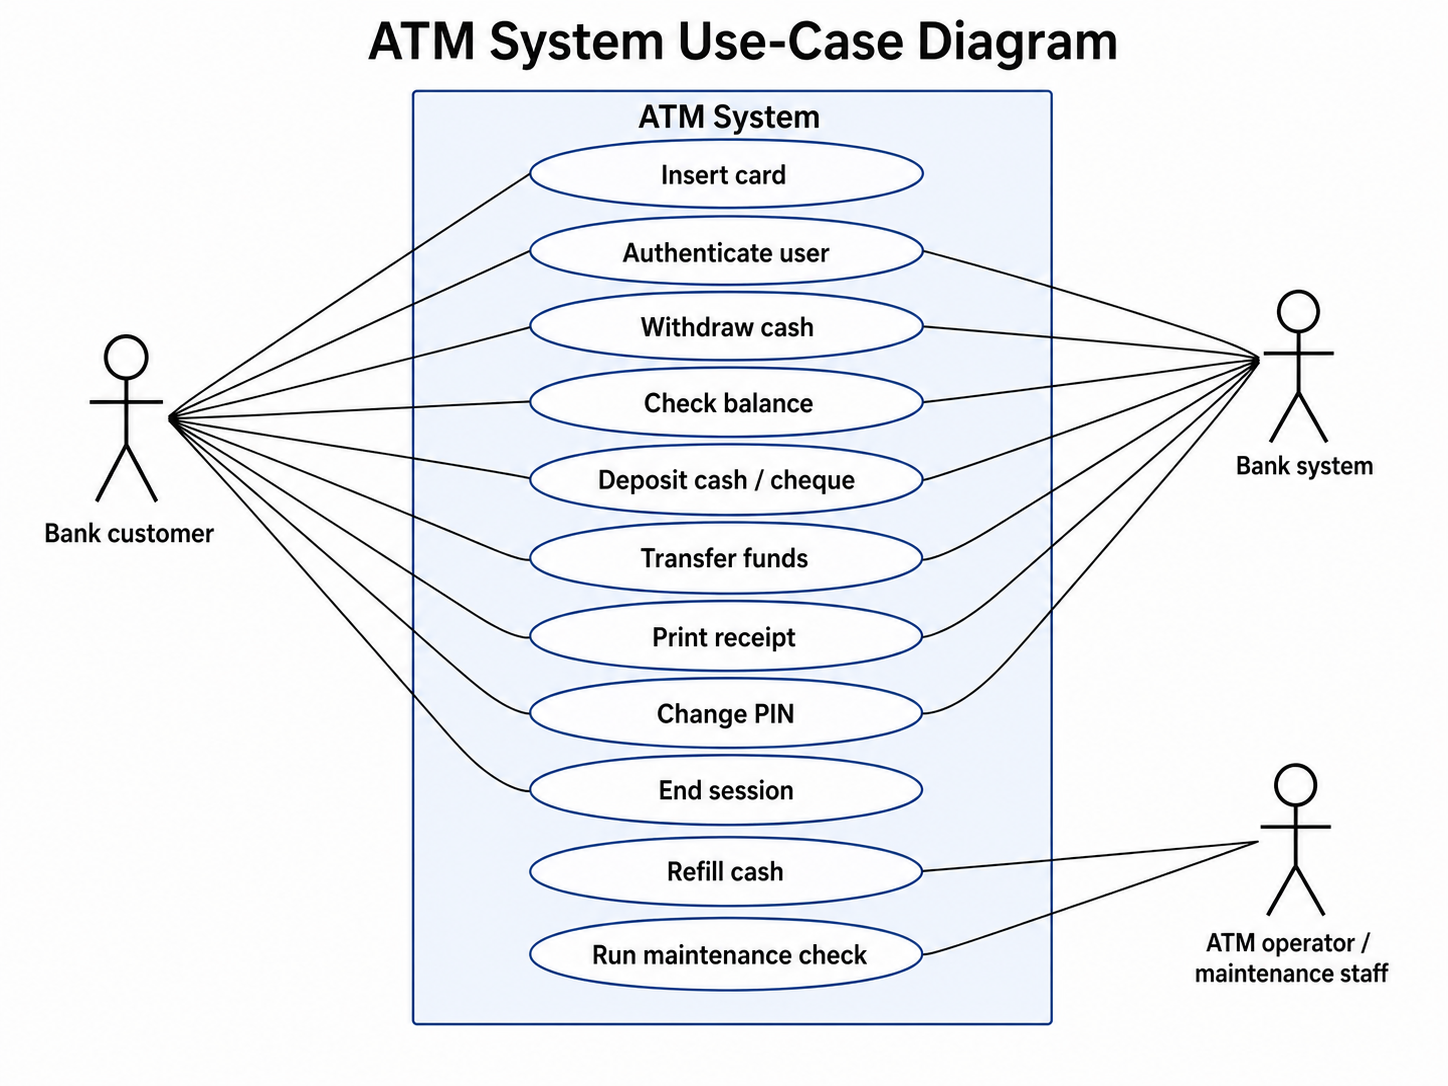 ATM System Use-Case Diagram
ATM System
Insert card
Authenticate user
Withdraw cash
Check balance
Deposit cash / cheque
Transfer funds
Print receipt
Change PIN
End session
Refill cash
Run maintenance check
Bank customer
Bank system
ATM operator /
maintenance staff